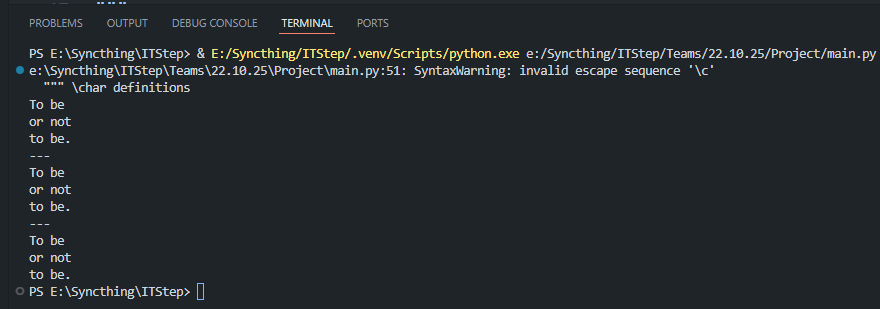 PROBLEMS OUTPUT DEBUG CONSOLE TERMINAL PORTS
PS E:\Syncthing\ITStep> & E:/Syncthing/ITStep/.venv/Scripts/python.exe e:/Syncthing/ITStep/Teams/22.10.25/Project/main.py
e:\Syncthing\ITStep\Teams\22.10.25\Project\main.py:51: SyntaxWarning: invalid escape sequence '\c'
  """ \char definitions
To be
or not
to be.
---
To be
or not
to be.
---
To be
or not
to be.
PS E:\Syncthing\ITStep>